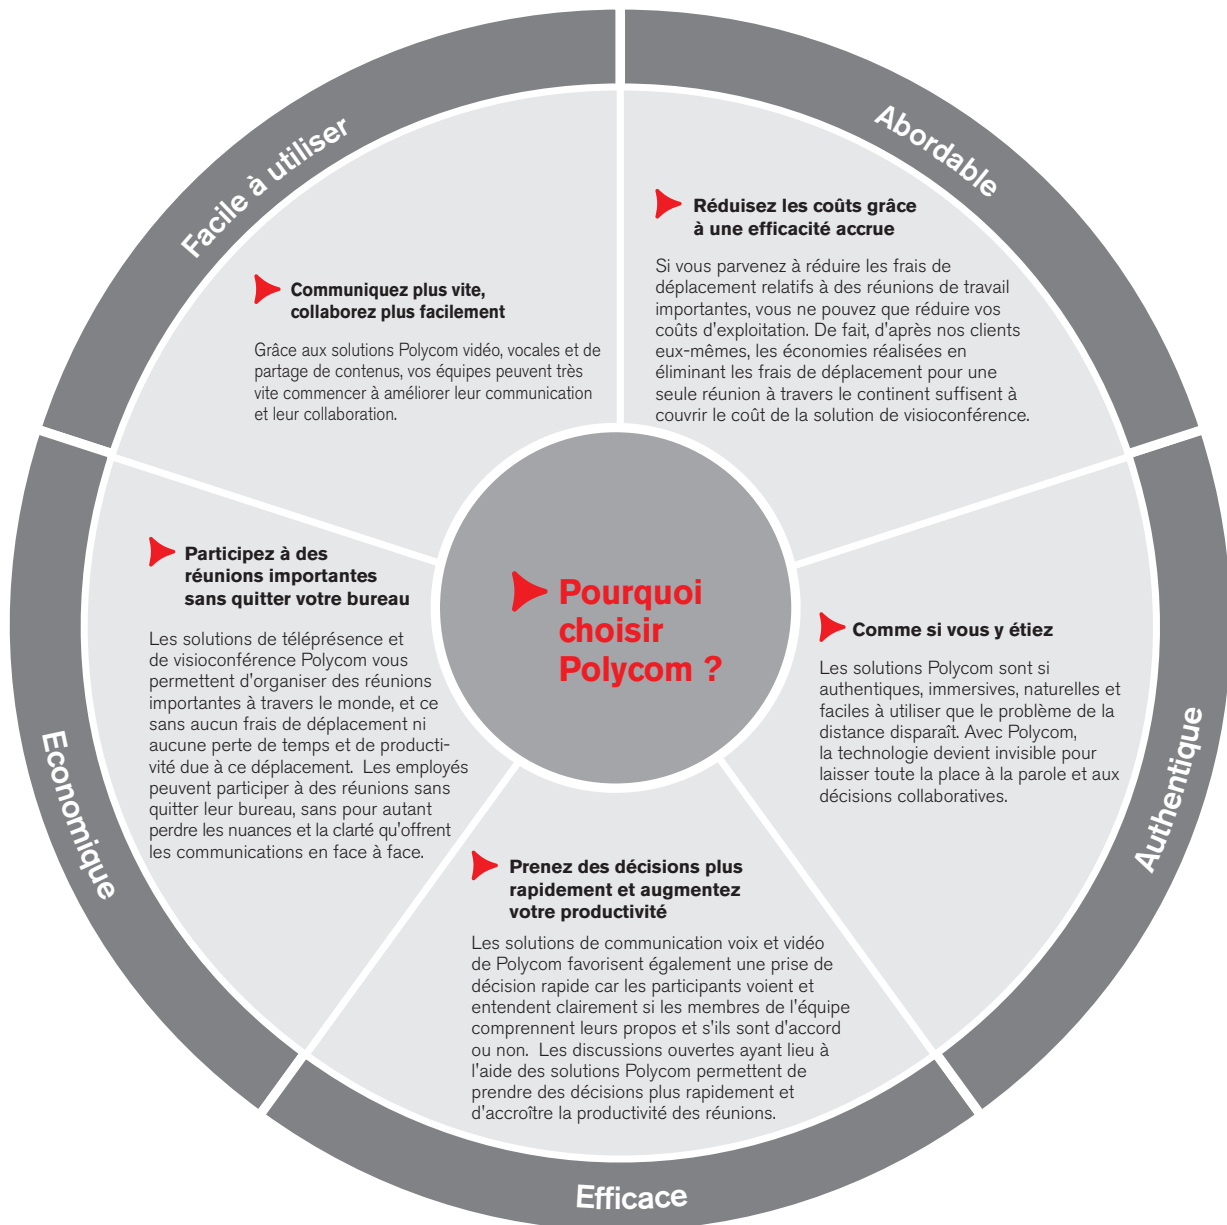 Pourquoi
choisir
Polycom ?
Abordable
Réduisez les coûts grâce
à une efficacité accrue
Si vous parvenez à réduire les frais de
déplacement relatifs à des réunions de travail
importantes, vous ne pouvez que réduire vos
coûts d'exploitation. De fait, d'après nos clients
eux-mêmes, les économies réalisées en
éliminant les frais de déplacement pour une
seule réunion à travers le continent suffisent à
couvrir le coût de la solution de visioconférence.
Authentique
Comme si vous y étiez
Les solutions Polycom sont si
authentiques, immersives, naturelles et
faciles à utiliser que le problème de la
distance disparaît. Avec Polycom,
la technologie devient invisible pour
laisser toute la place à la parole et aux
décisions collaboratives.
Efficace
Prenez des décisions plus
rapidement et augmentez
votre productivité
Les solutions de communication voix et vidéo
de Polycom favorisent également une prise de
décision rapide car les participants voient et
entendent clairement si les membres de l'équipe
comprennent leurs propos et s'ils sont d'accord
ou non.  Les discussions ouvertes ayant lieu à
l'aide des solutions Polycom permettent de
prendre des décisions plus rapidement et
d'accroître la productivité des réunions.
Economique
Participez à des
réunions importantes
sans quitter votre bureau
Les solutions de téléprésence et
de visioconférence Polycom vous
permettent d'organiser des réunions
importantes à travers le monde, et ce
sans aucun frais de déplacement ni
aucune perte de temps et de producti-
vité due à ce déplacement.  Les employés
peuvent participer à des réunions sans
quitter leur bureau, sans pour autant
perdre les nuances et la clarté qu'offrent
les communications en face à face.
Facile à utiliser
Communiquez plus vite,
collaborez plus facilement
Grâce aux solutions Polycom vidéo, vocales et de
partage de contenus, vos équipes peuvent très
vite commencer à améliorer leur communication
et leur collaboration.